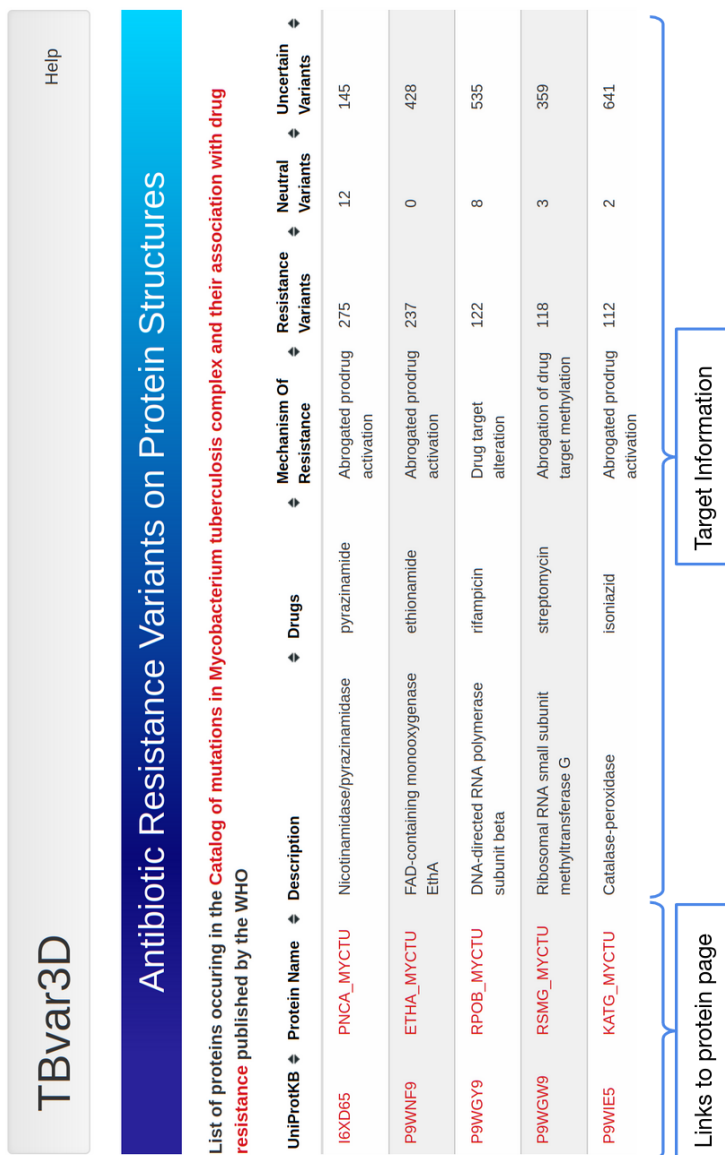 TBvar3D Help
Antibiotic Resistance Variants on Protein Structures
List of proteins occuring in the Catalog of mutations in Mycobacterium tuberculosis complex and their association with drug
resistance published by the WHO
UniProtKB Protein Name Description Drugs Mechanism Of Resistance Resistance Variants Neutral Variants Uncertain Variants
I6XD65 PNCA_MYCTU Nicotinamidase/pyrazinamidase pyrazinamide Abrogated prodrug activation 275 12 145
P9WNF9 ETHA_MYCTU FAD-containing monooxygenase EthA ethionamide Abrogated prodrug activation 237 0 428
P9WGY9 RPOB_MYCTU DNA-directed RNA polymerase subunit beta rifampicin Drug target alteration 122 8 535
P9WGW9 RSMG_MYCTU Ribosomal RNA small subunit methyltransferase G streptomycin Abrogation of drug target methylation 118 3 359
P9WIE5 KATG_MYCTU Catalase-peroxidase isoniazid Abrogated prodrug activation 112 2 641
Links to protein page Target Information